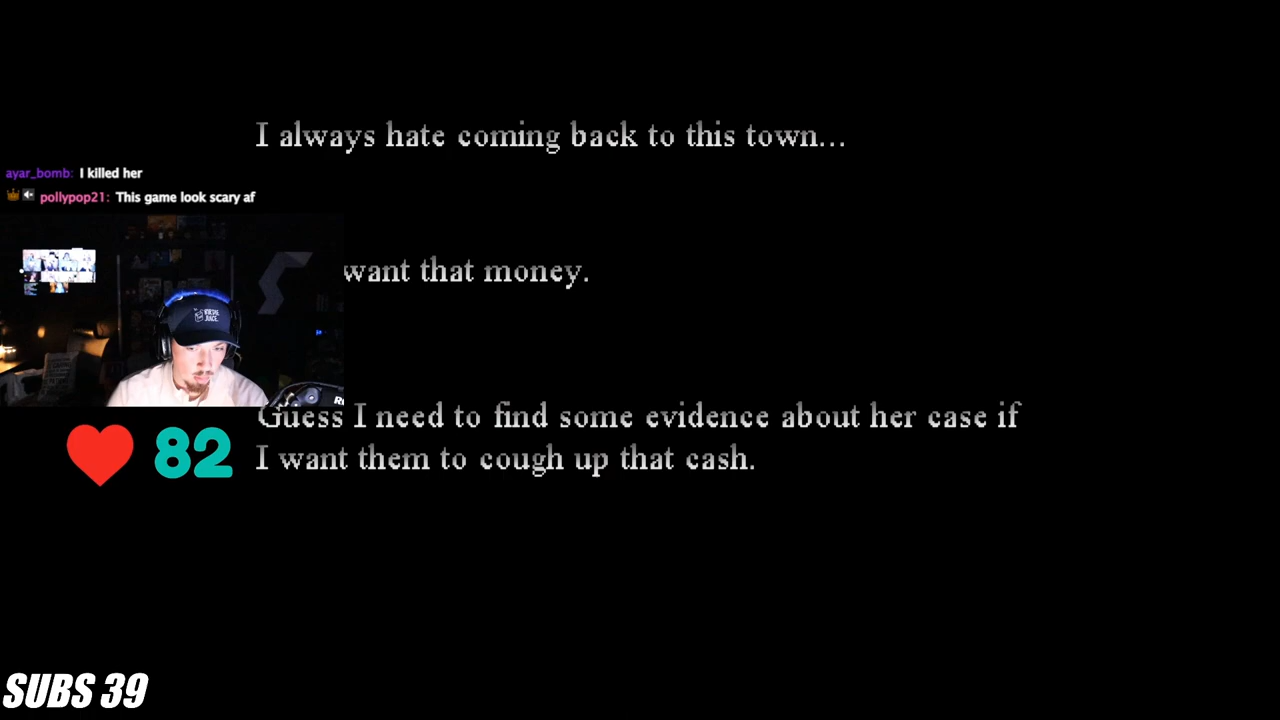 I always hate coming back to this town...
ayar_bomb: I killed her
pollypop21: This game look scary af
want that money.
Guess I need to find some evidence about her case if
I want them to cough up that cash.
82
SUBS 39